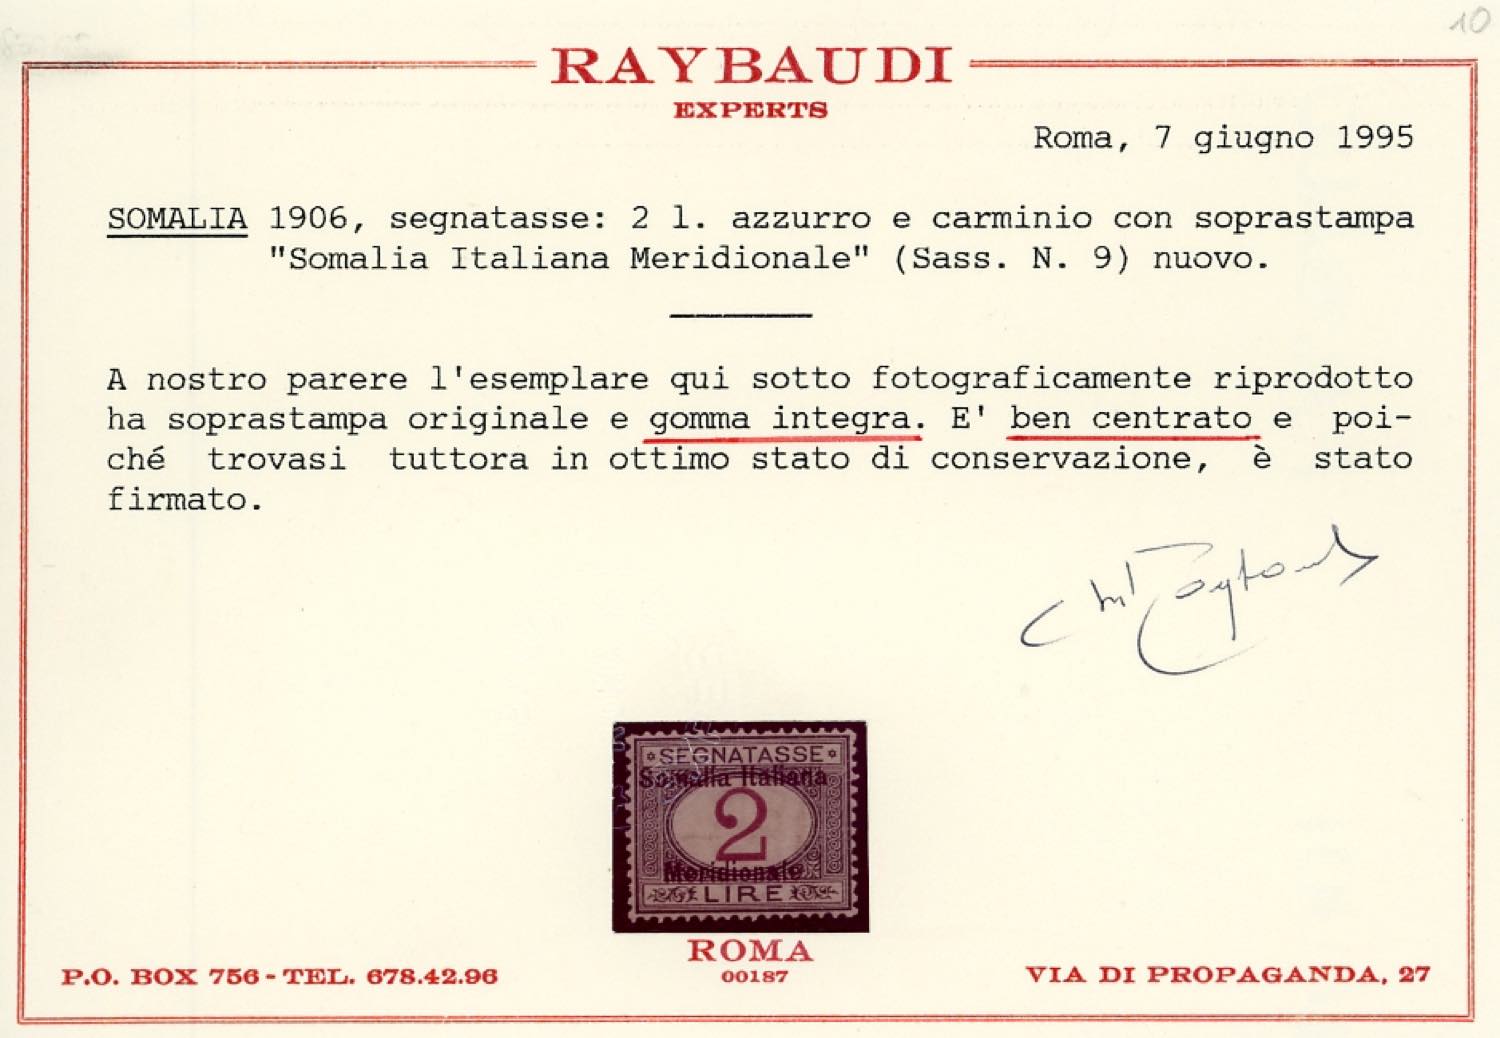 10
RAYBAUDI
EXPERTS
Roma, 7 giugno 1995
SOMALIA 1906, segnatasse: 2 l. azzurro e carminio con soprastampa
"Somalia Italiana Meridionale" (Sass. N. 9) nuovo.
A nostro parere l'esemplare qui sotto fotograficamente riprodotto
ha soprastampa originale e gomma integra. E' ben centrato e poi-
ché trovasi tuttora in ottimo stato di conservazione, è stato
firmato.
SEGNATASSE
Somalia Italiana
2
Meridionale
LIRE
ROMA
00187
P.O. BOX 756 - TEL. 678.42.96
VIA DI PROPAGANDA, 27